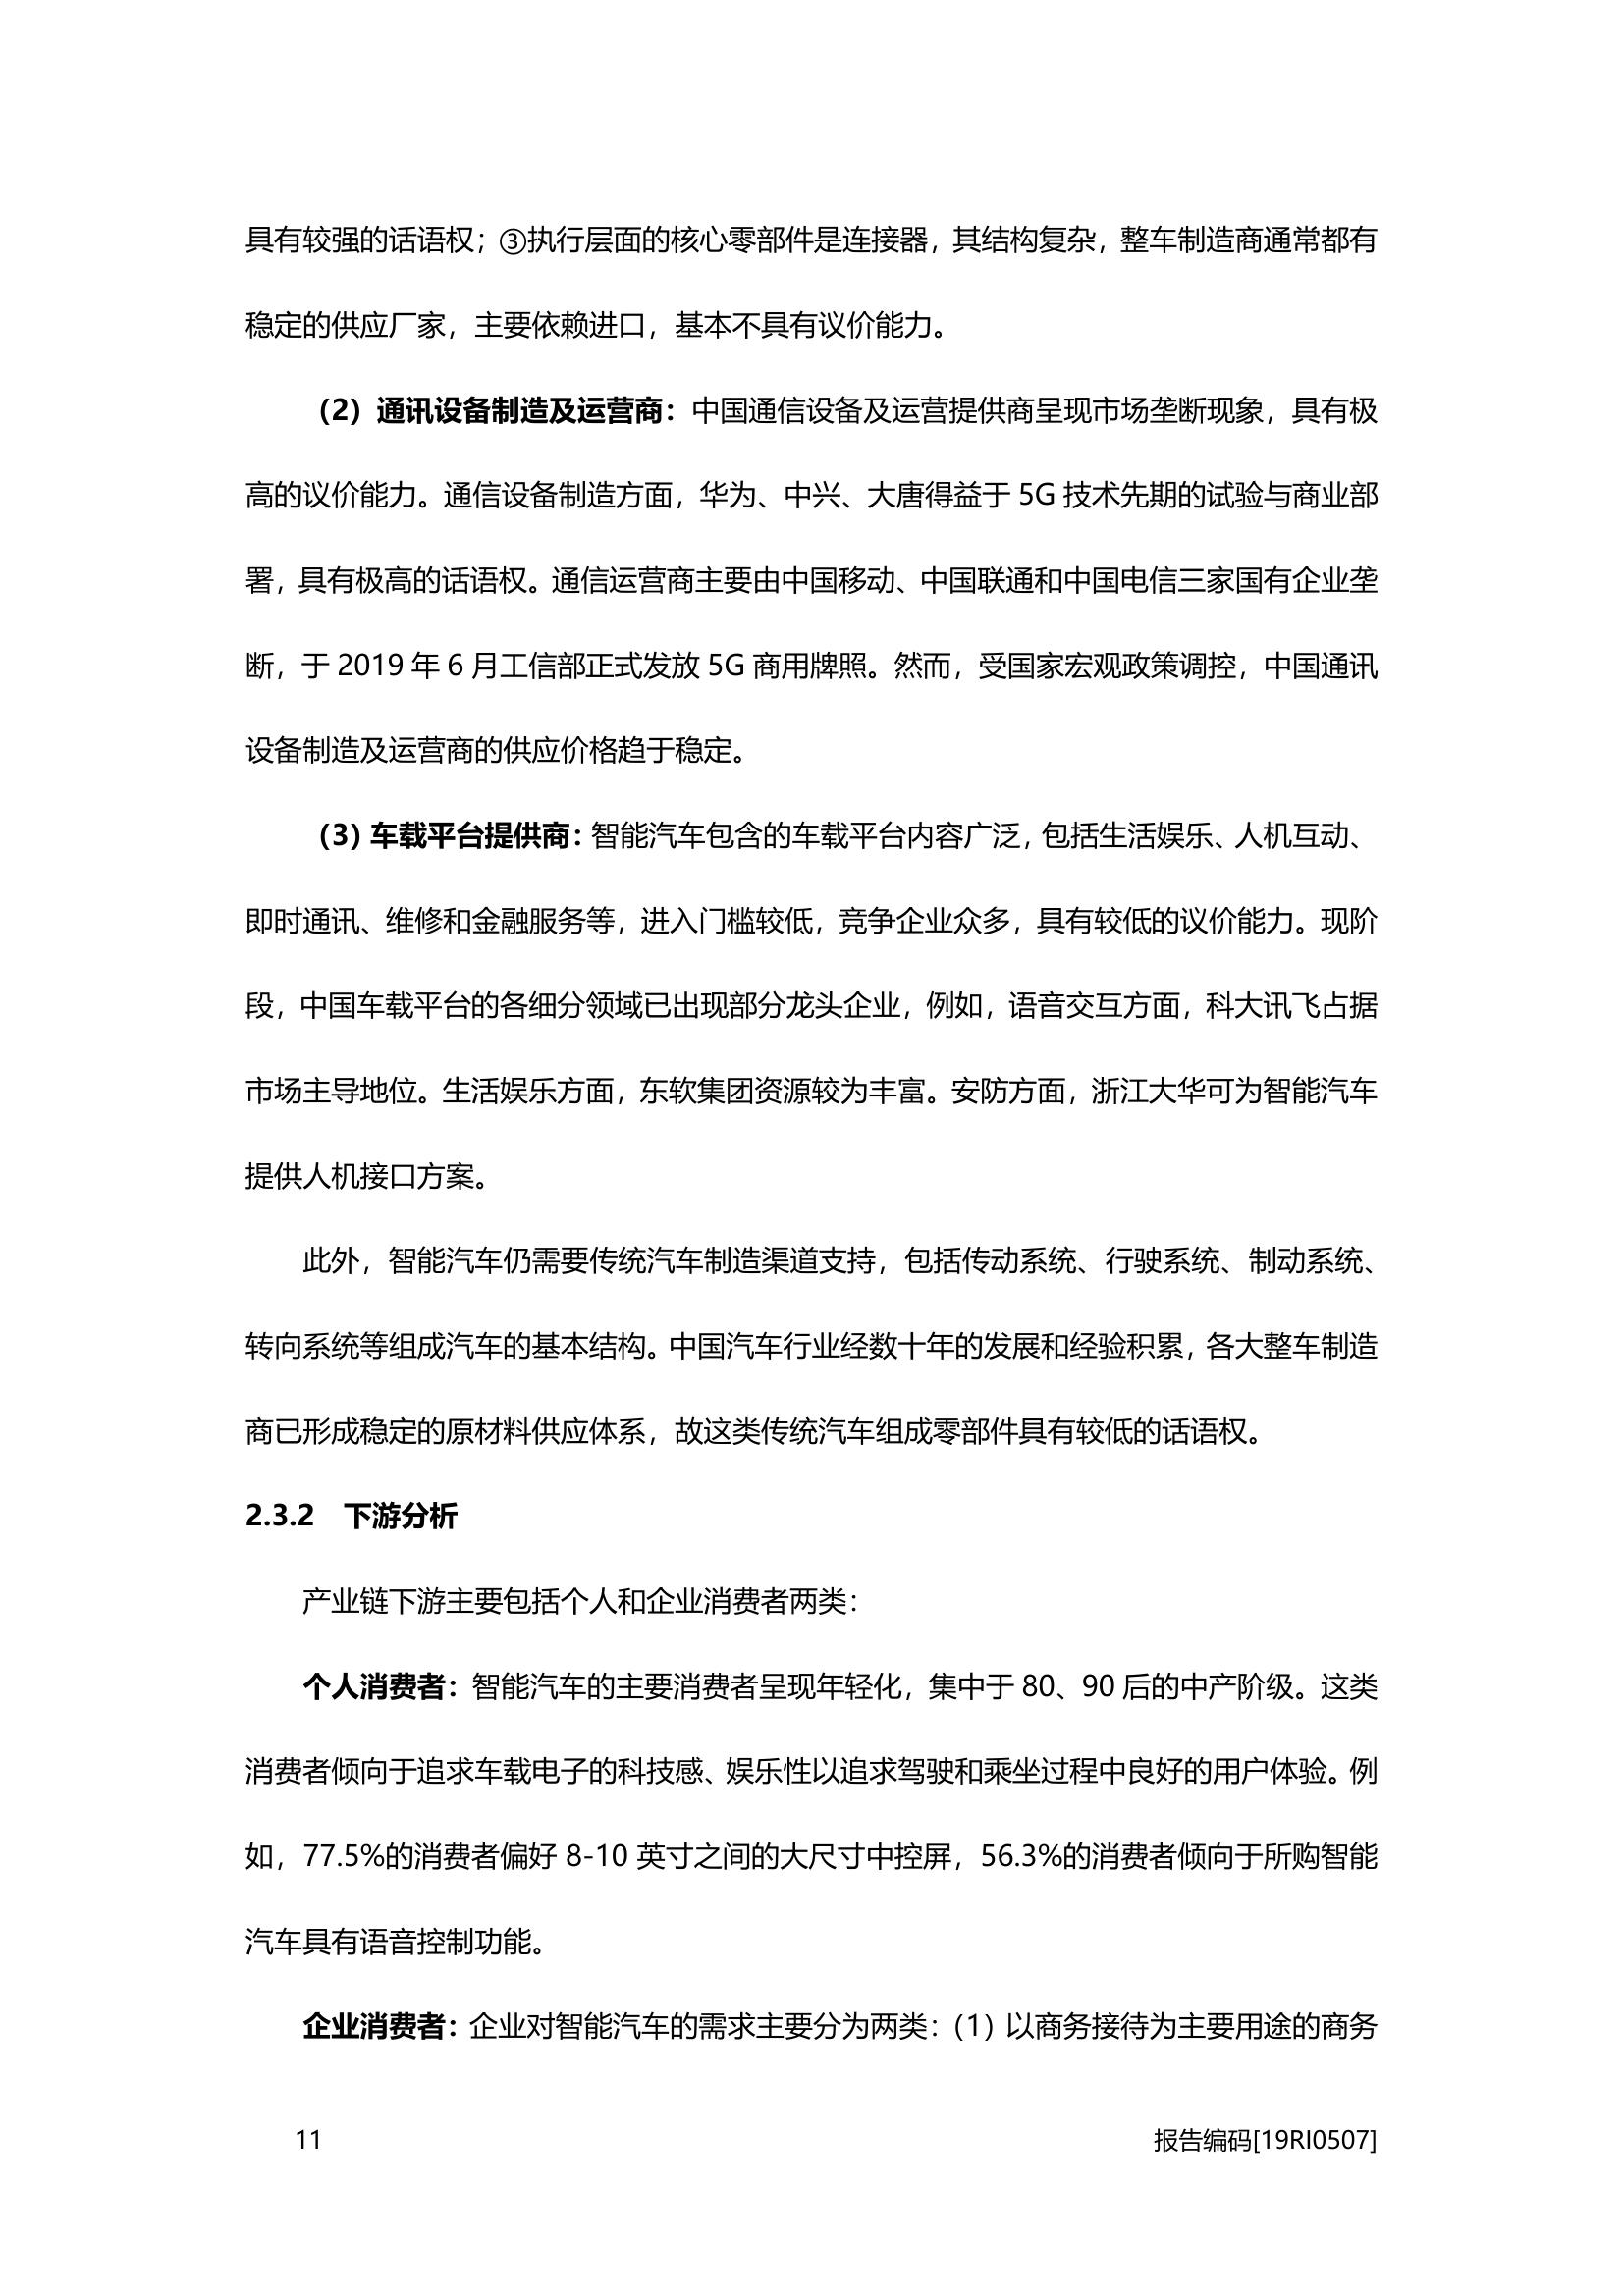 具有较强的话语权；③执行层面的核心零部件是连接器，其结构复杂，整车制造商通常都有
稳定的供应厂家，主要依赖进口，基本不具有议价能力。
（2）通讯设备制造及运营商：中国通信设备及运营提供商呈现市场垄断现象，具有极
高的议价能力。通信设备制造方面，华为、中兴、大唐得益于 5G 技术先期的试验与商业部
署，具有极高的话语权。通信运营商主要由中国移动、中国联通和中国电信三家国有企业垄
断，于 2019 年 6 月工信部正式发放 5G 商用牌照。然而，受国家宏观政策调控，中国通讯
设备制造及运营商的供应价格趋于稳定。
（3）车载平台提供商：智能汽车包含的车载平台内容广泛，包括生活娱乐、人机互动、
即时通讯、维修和金融服务等，进入门槛较低，竞争企业众多，具有较低的议价能力。现阶
段，中国车载平台的各细分领域已出现部分龙头企业，例如，语音交互方面，科大讯飞占据
市场主导地位。生活娱乐方面，东软集团资源较为丰富。安防方面，浙江大华可为智能汽车
提供人机接口方案。
此外，智能汽车仍需要传统汽车制造渠道支持，包括传动系统、行驶系统、制动系统、
转向系统等组成汽车的基本结构。中国汽车行业经数十年的发展和经验积累，各大整车制造
商已形成稳定的原材料供应体系，故这类传统汽车组成零部件具有较低的话语权。
2.3.2 下游分析
产业链下游主要包括个人和企业消费者两类：
个人消费者：智能汽车的主要消费者呈现年轻化，集中于 80、90 后的中产阶级。这类
消费者倾向于追求车载电子的科技感、娱乐性以追求驾驶和乘坐过程中良好的用户体验。例
如，77.5%的消费者偏好 8-10 英寸之间的大尺寸中控屏，56.3%的消费者倾向于所购智能
汽车具有语音控制功能。
企业消费者：企业对智能汽车的需求主要分为两类：（1）以商务接待为主要用途的商务
11 报告编码[19RI0507]